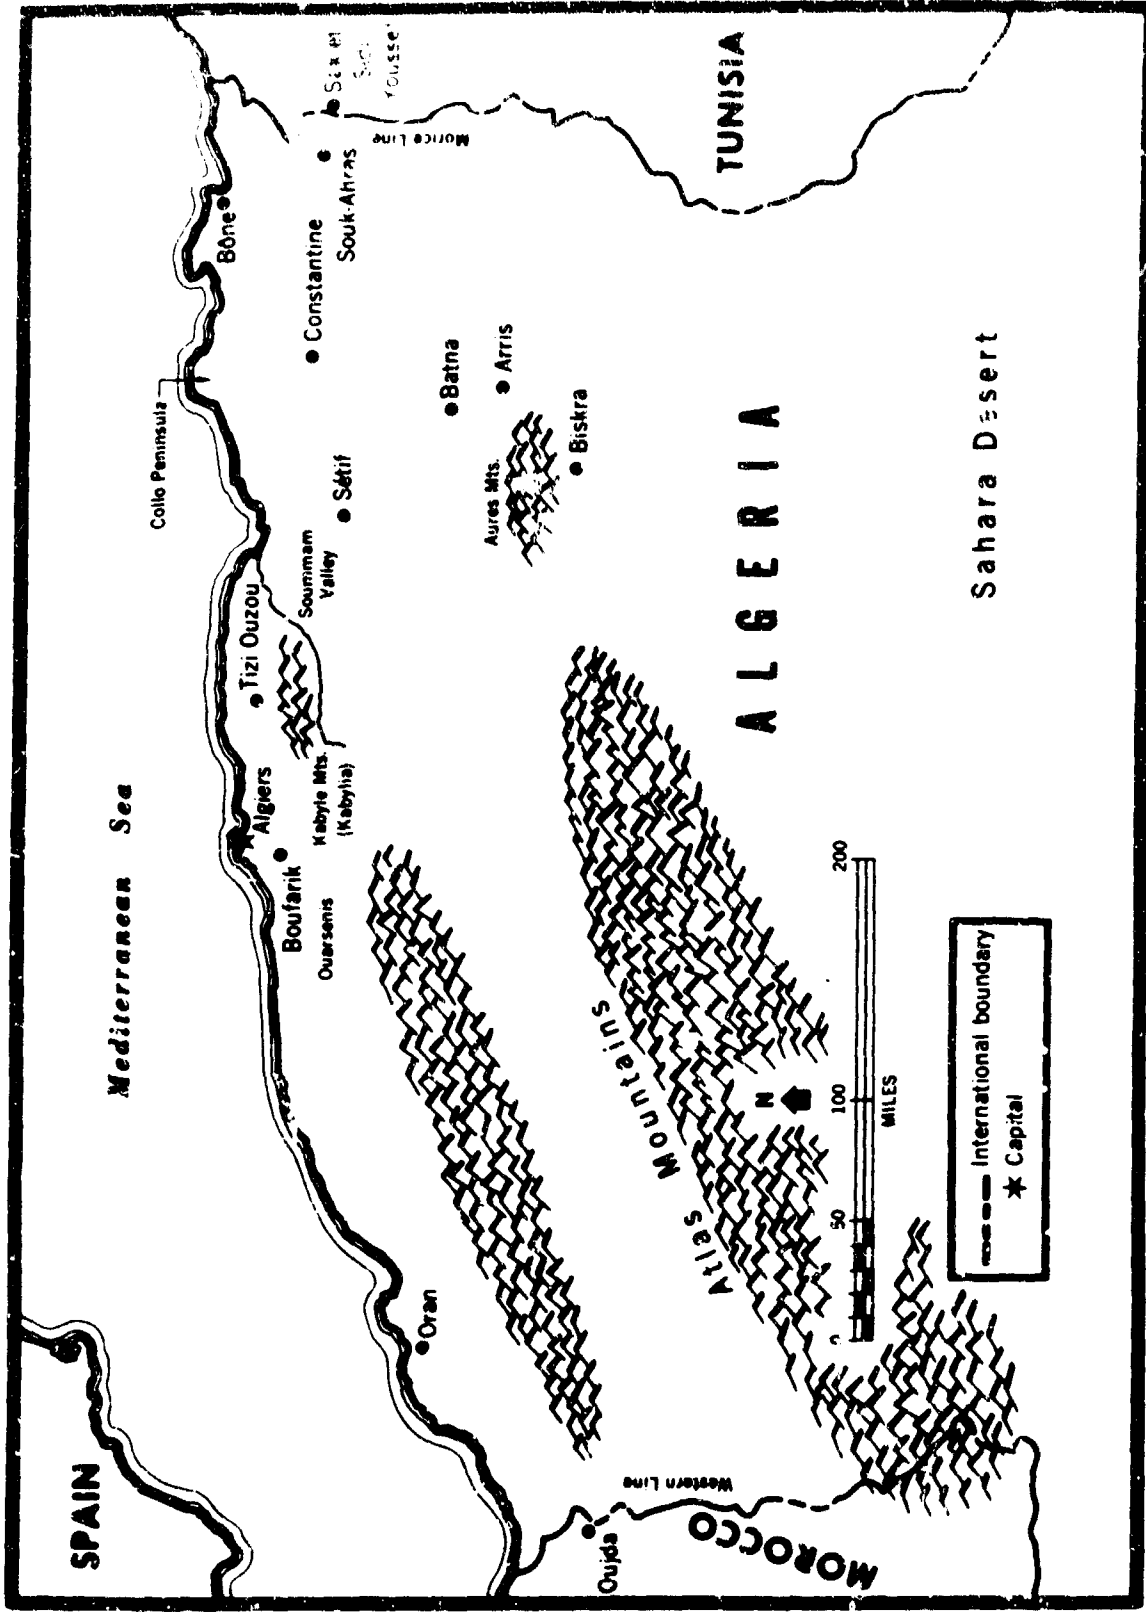 SPAIN
Mediterranean Sea
MOROCCO
Oujda
Western Line
Oran
Algiers
Boufarik
Ouarsenis
Kabyle Mts.
(Kabylia)
Tizi Ouzou
Soummam
Valley
Collo Peninsula
Sétif
Constantine
Bône
Souk-Ahras
Morice Line
TUNISIA
Batna
Arris
Aures Mts.
Biskra
Atlas Mountains
ALGERIA
Sahara Desert
N
50
100
200
MILES
International boundary
Capital